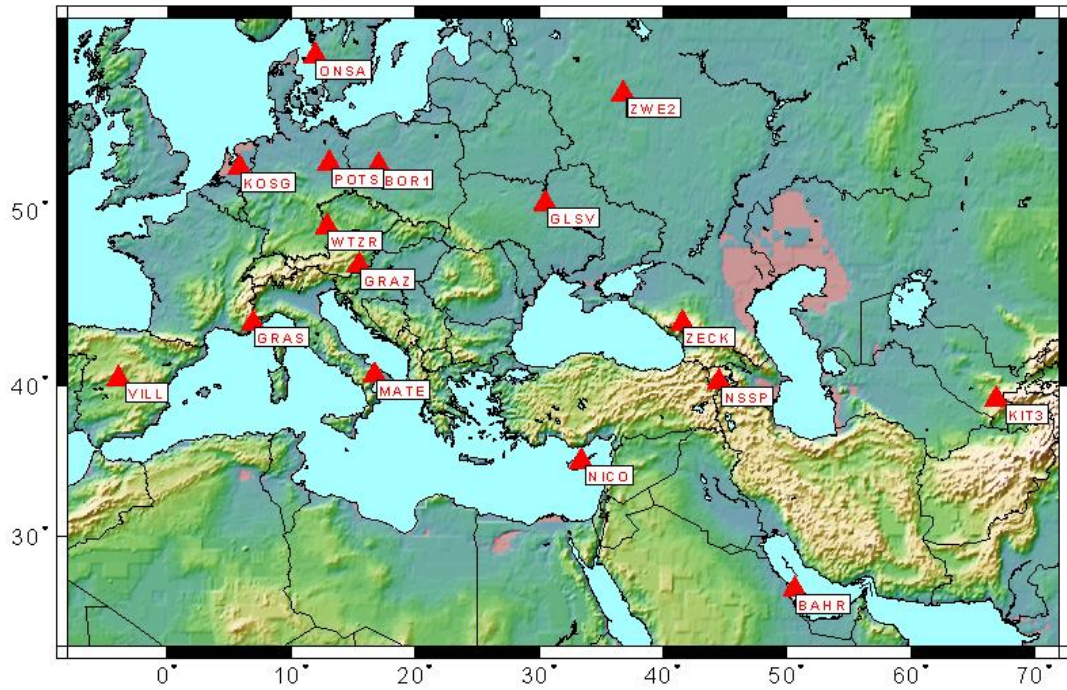 ONSA
ZWE2
KOSG
POTS
BOR1
50°
GLSV
WTZR
GRAZ
GRAS
ZECK
40°
VILL
MATE
NSSP
KIT3
NICO
30°
BAHR
0° 10° 20° 30° 40° 50° 60° 70°